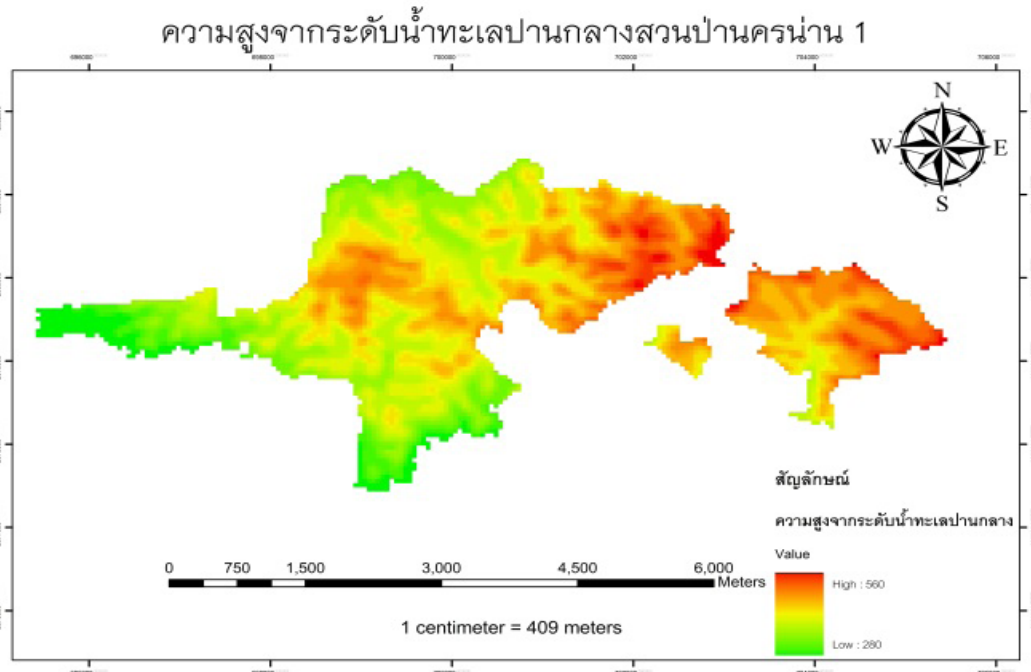 ความสูงจากระดับน้ำทะเลปานกลางสวนป่านครน่าน 1
700000 702000
N
W E
S
สัญลักษณ์
ความสูงจากระดับน้ำทะเลปานกลาง
Value
High : 560
Low : 280
0 750 1,500 3,000 4,500 6,000
Meters
1 centimeter = 409 meters